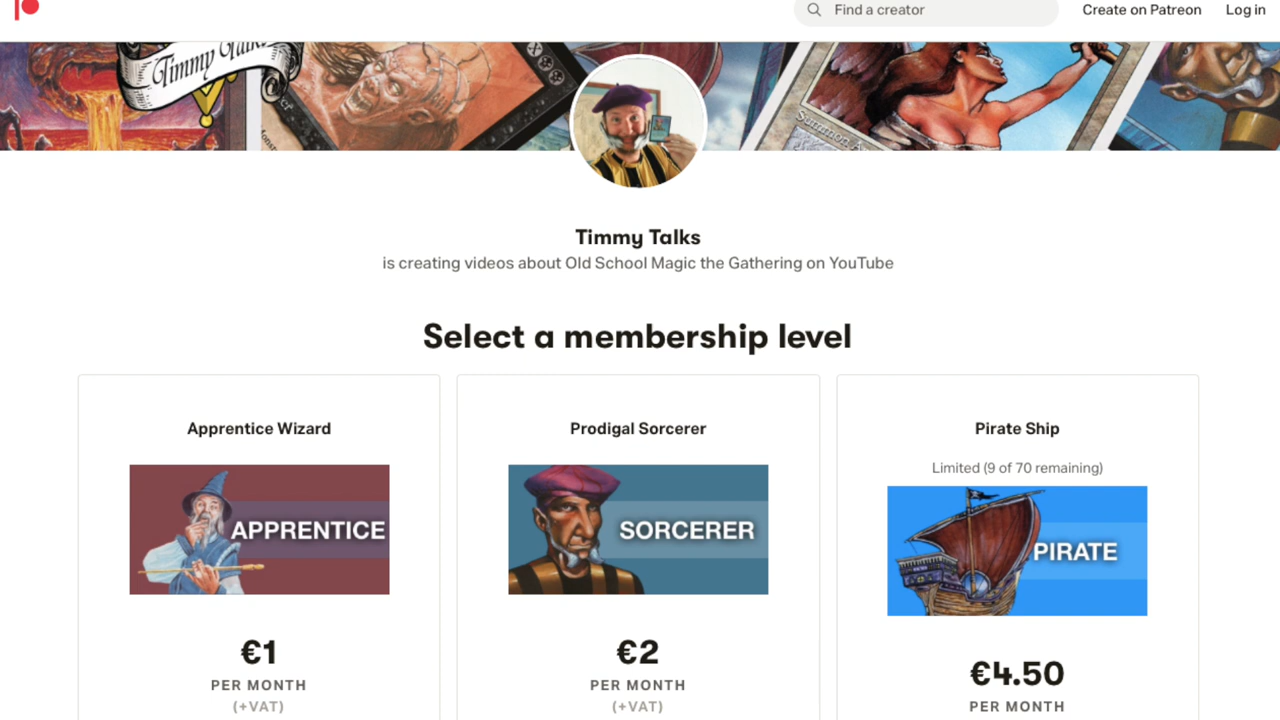 Find a creator
Create on Patreon
Log in
Timmy Talks
Summon
Timmy Talks
is creating videos about Old School Magic the Gathering on YouTube
Select a membership level
Apprentice Wizard
Prodigal Sorcerer
Pirate Ship
Limited (9 of 70 remaining)
APPRENTICE
SORCERER
PIRATE
€1
€2
€4.50
PER MONTH
PER MONTH
PER MONTH
(+VAT)
(+VAT)